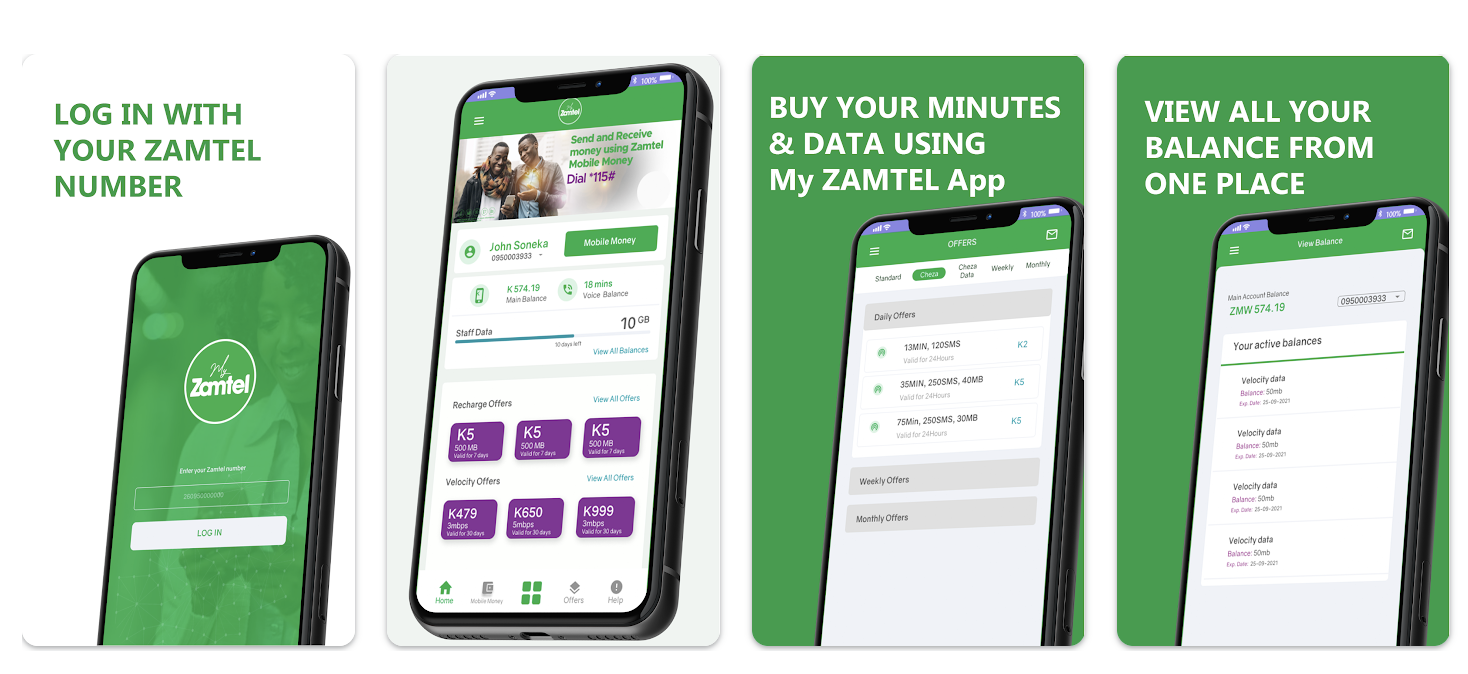 LOG IN WITH
YOUR ZAMTEL
NUMBER
My
Zamtel
Enter your Zamtel number
LOG IN
100%
My
Zamtel
Send and Receive
money using Zamtel
Mobile Money
Dial *115#
John Soneka
0950003933
Mobile Money
K 574.19
Main Balance
18 mins
Voice Balance
Staff Data
10 GB
10 days left
View All Balances
Recharge Offers
View All Offers
K5
500 MB
Valid for 7 days
K5
500 MB
Valid for 7 days
K5
500 MB
Valid for 7 days
Velocity Offers
View All Offers
K479
3mbps
Valid for 30 days
K650
5mbps
Valid for 30 days
K999
3mbps
Valid for 30 days
Home
Mobile Money
Offers
Help
BUY YOUR MINUTES
& DATA USING
My ZAMTEL App
100%
OFFERS
Standard
Cheza
Cheza
Data
Weekly
Monthly
Daily Offers
13MIN, 120SMS
K2
Valid for 24Hours
35MIN, 250SMS, 40MB
K5
Valid for 24Hours
75Min, 250SMS, 30MB
K5
Valid for 24Hours
Weekly Offers
Monthly Offers
VIEW ALL YOUR
BALANCE FROM
ONE PLACE
100%
View Balance
Main Account Balance
ZMW 574.19
0950003933
Your active balances
Velocity data
Balance: 50mb
Exp. Date: 25-09-2021
Velocity data
Balance: 50mb
Exp. Date: 25-09-2021
Velocity data
Balance: 50mb
Exp. Date: 25-09-2021
Velocity data
Balance: 50mb
Exp. Date: 25-09-2021